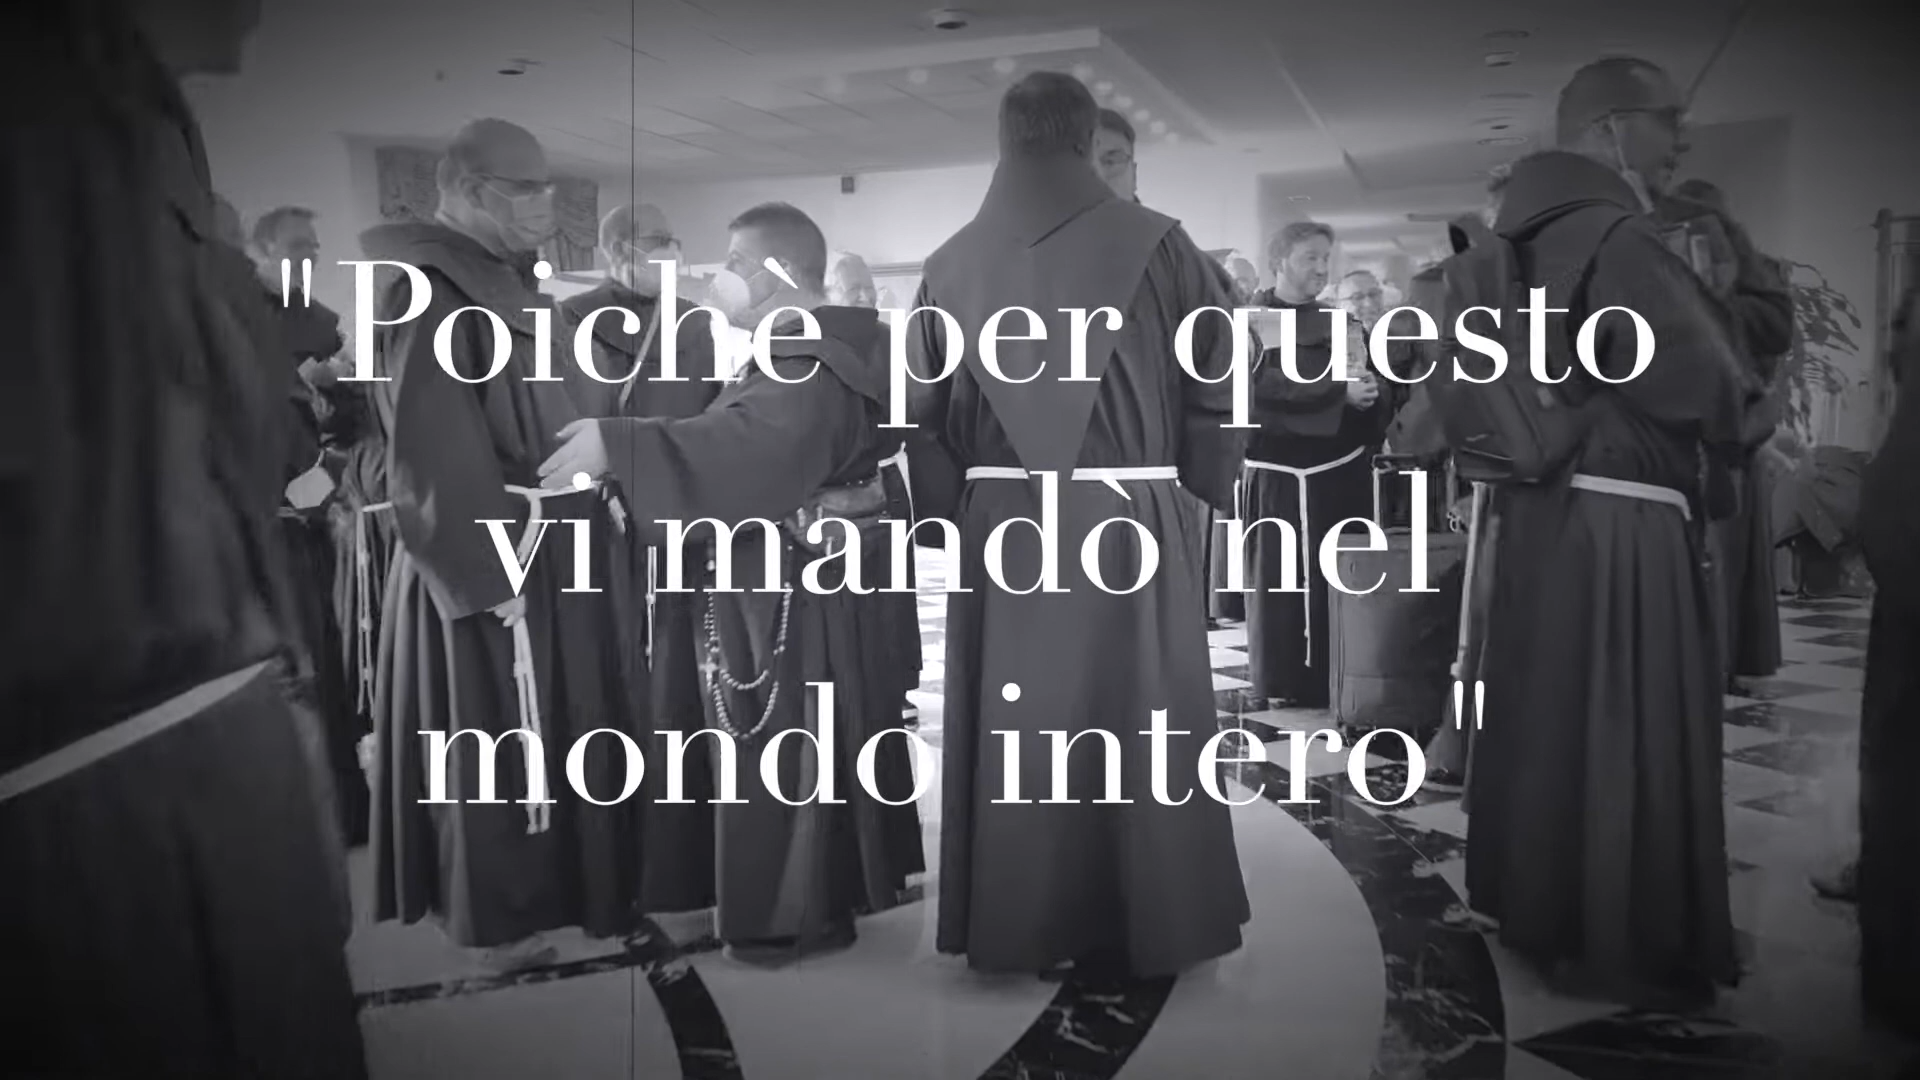 "Poichè per questo
vi mandò nel
mondo intero"